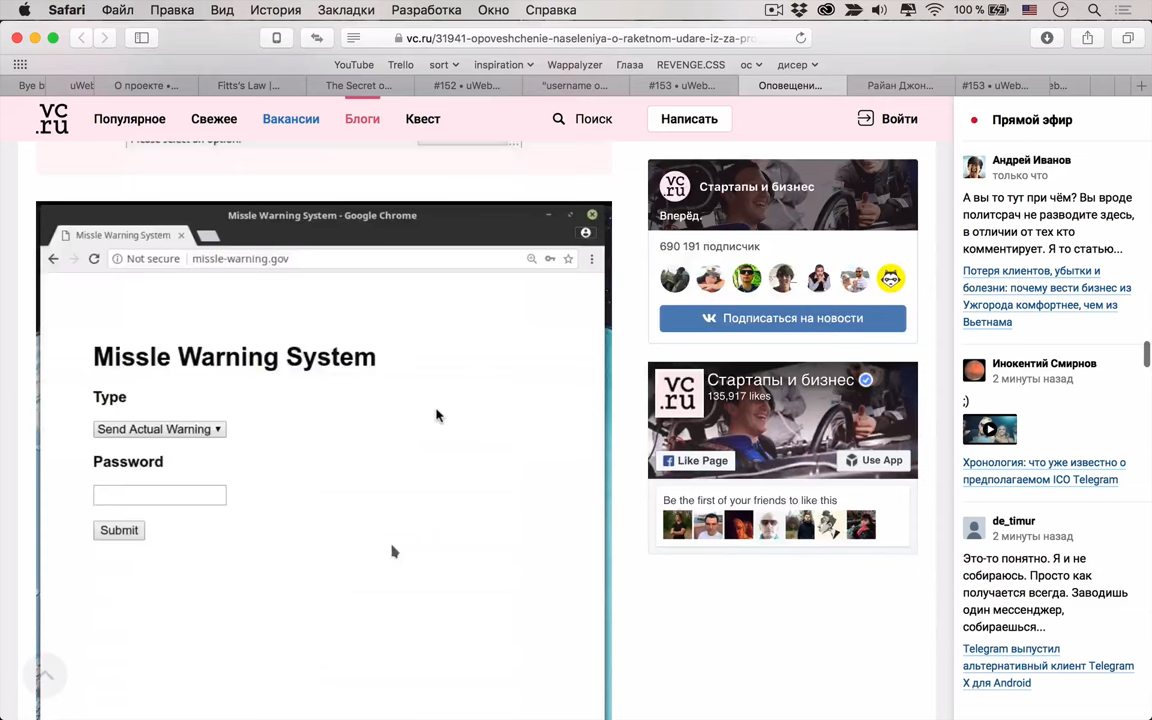 Safari Файл Правка Вид История Закладки Разработка Окно Справка 100 %
vc.ru/31941-opoveshchenie-naseleniya-o-raketnom-udare-iz-za-pro
YouTube Trello sort inspiration Wappalyzer Глаза REVENGE.CSS ос дисер
Bye b uWeb О проекте •... Fitts's Law |... The Secret o... #152 • uWeb... "username o... #153 • uWeb... Оповещени... Райан Джон... #153 • uWeb... eb...
vc.ru Популярное Свежее Вакансии Блоги Квест Поиск Написать Войти
Missle Warning System - Google Chrome
Missle Warning System
Not secure missle-warning.gov
Missle Warning System
Type
Send Actual Warning
Password
Submit
vc.ru Стартапы и бизнес
Вперёд.
690 191 подписчик
Подписаться на новости
vc.ru Стартапы и бизнес
135,917 likes
Like Page Use App
Be the first of your friends to like this
Прямой эфир
Андрей Иванов
только что
А вы то тут при чём? Вы вроде
политсрач не разводите здесь,
в отличии от тех кто
комментирует. Я то статью...
Потеря клиентов, убытки и
болезни: почему вести бизнес из
Ужгорода комфортнее, чем из
Вьетнама
Инокентий Смирнов
2 минуты назад
;)
Хронология: что уже известно о
предполагаемом ICO Telegram
de_timur
2 минуты назад
Это-то понятно. Я и не
собираюсь. Просто как
получается всегда. Заводишь
один мессенджер,
собираешься...
Telegram выпустил
альтернативный клиент Telegram
X для Android